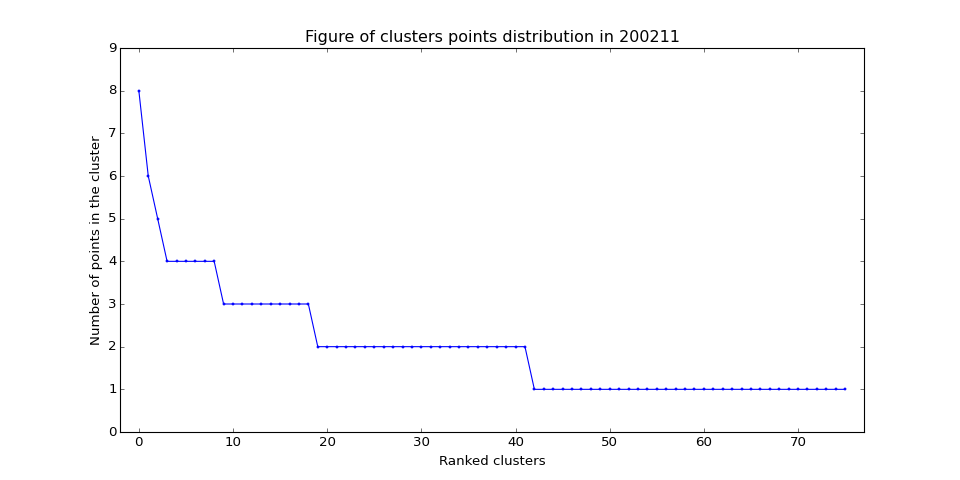 Figure of clusters points distribution in 200211
9
8
7
6
5
4
3
2
1
0
Number of points in the cluster
0 10 20 30 40 50 60 70
Ranked clusters